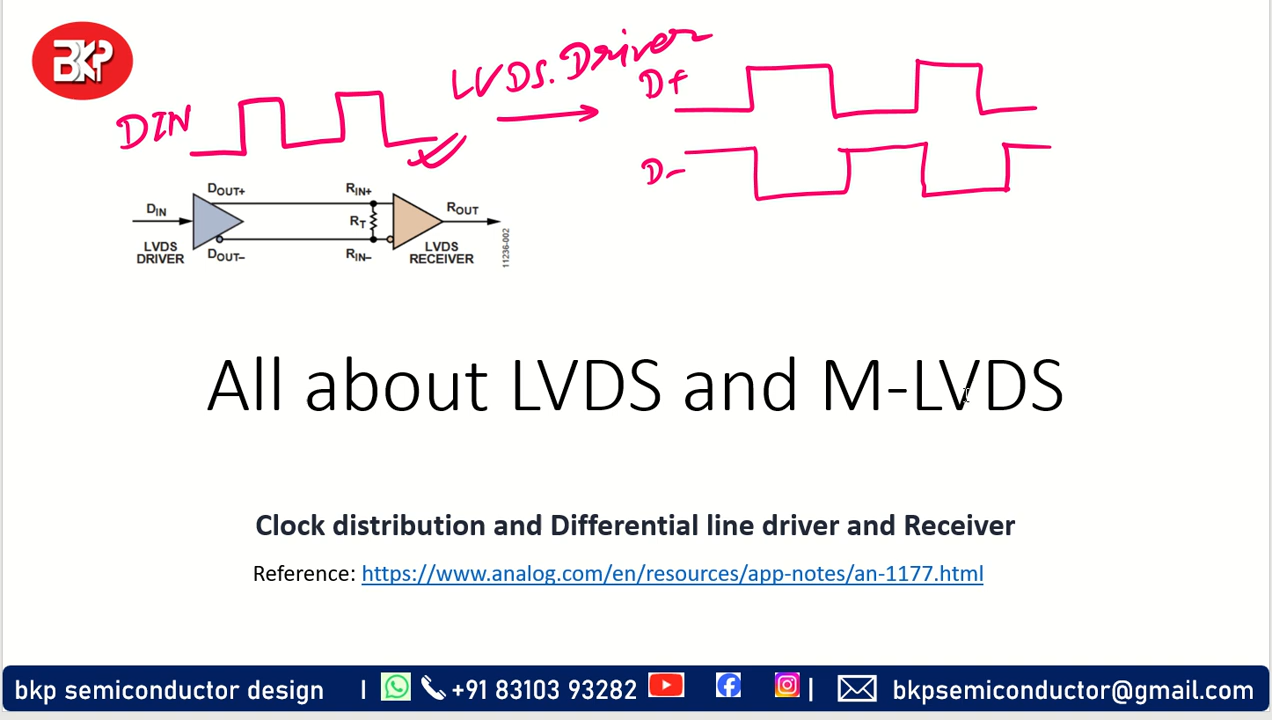 BKP
LVDS. Driver
DIN
D+
D-
DOUT+
RIN+
DIN
RT
ROUT
LVDS
DRIVER
DOUT–
RIN–
LVDS
RECEIVER
11236-002
All about LVDS and M-LVDS
Clock distribution and Differential line driver and Receiver
Reference: https://www.analog.com/en/resources/app-notes/an-1177.html
bkp semiconductor design | +91 83103 93282 | bkpsemiconductor@gmail.com